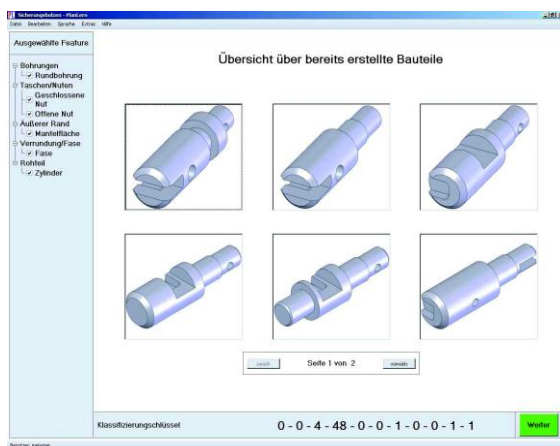 Sicherungsbolzen - PlanLern
Datei Bearbeiten Sprache Extras Hilfe
Ausgewählte Feature
Bohrungen
Rundbohrung
Taschen/Nuten
Geschlossene
Nut
Offene Nut
Äußerer Rand
Mantelfläche
Verrundung/Fase
Fase
Rohteil
Zylinder
Übersicht über bereits erstellte Bauteile
zurück Seite 1 von 2 vorwärts
Klassifizierungschlüssel 0 - 0 - 4 - 48 - 0 - 0 - 1 - 0 - 0 - 1 - 1 Weiter